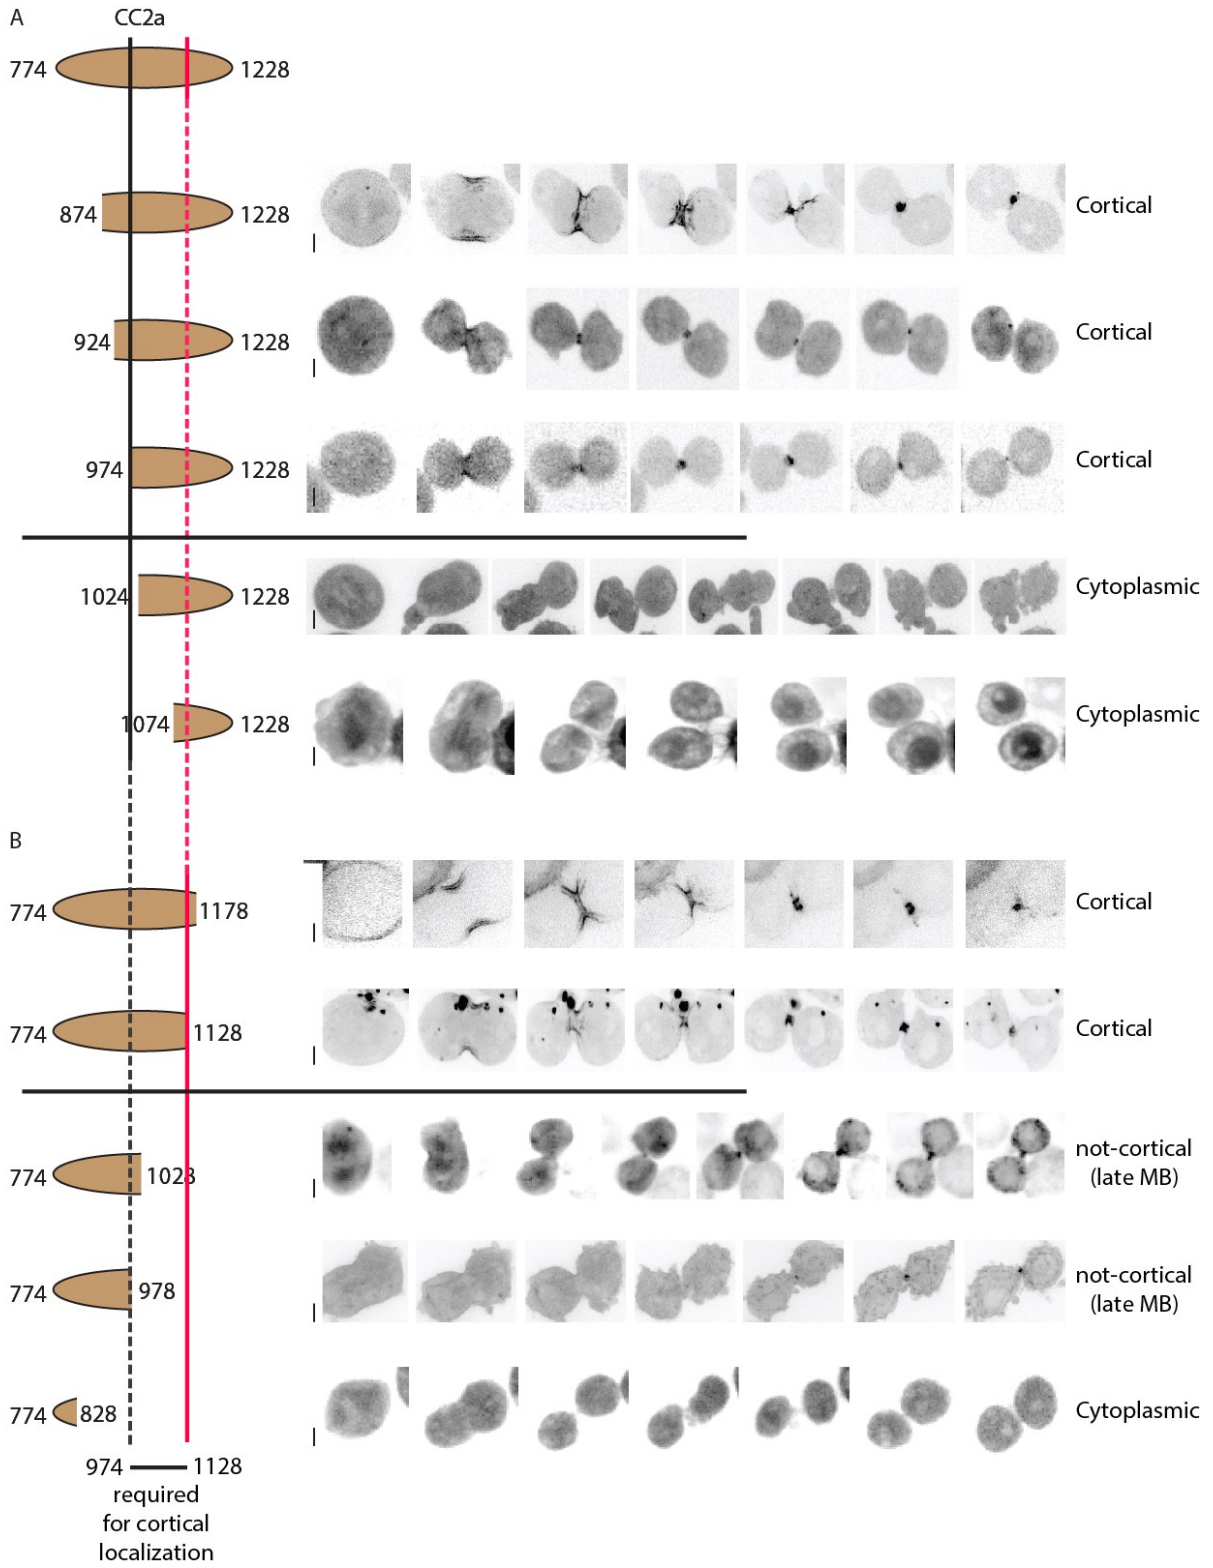 A
CC2a
774 1228
874 1228 Cortical
924 1228 Cortical
974 1228 Cortical
1024 1228 Cytoplasmic
1074 1228 Cytoplasmic
B
774 1178 Cortical
774 1128 Cortical
774 1028 not-cortical
(late MB)
774 978 not-cortical
(late MB)
774 828 Cytoplasmic
974 1128
required
for cortical
localization